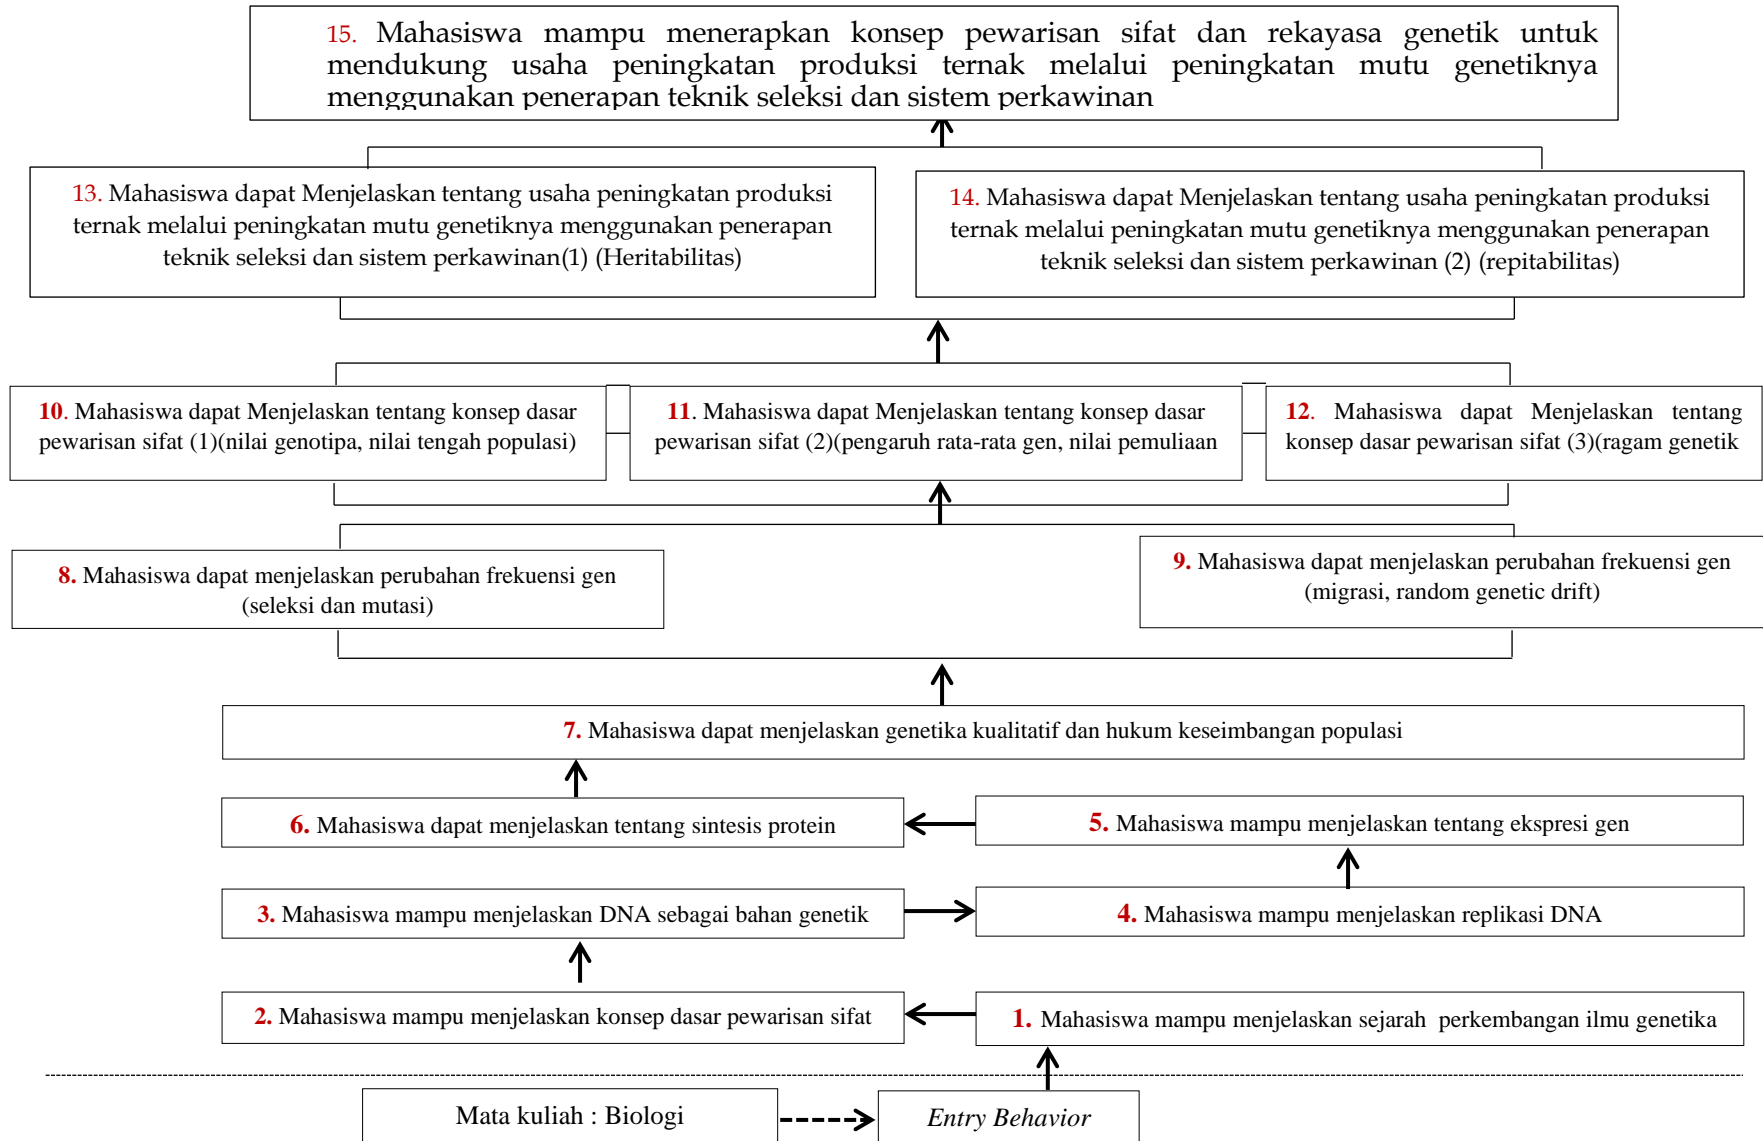 15. Mahasiswa mampu menerapkan konsep pewarisan sifat dan rekayasa genetik untuk
mendukung usaha peningkatan produksi ternak melalui peningkatan mutu genetiknya
menggunakan penerapan teknik seleksi dan sistem perkawinan
13. Mahasiswa dapat Menjelaskan tentang usaha peningkatan produksi
ternak melalui peningkatan mutu genetiknya menggunakan penerapan
teknik seleksi dan sistem perkawinan(1) (Heritabilitas)
14. Mahasiswa dapat Menjelaskan tentang usaha peningkatan produksi
ternak melalui peningkatan mutu genetiknya menggunakan penerapan
teknik seleksi dan sistem perkawinan (2) (repitabilitas)
10. Mahasiswa dapat Menjelaskan tentang konsep dasar
pewarisan sifat (1)(nilai genotipa, nilai tengah populasi)
11. Mahasiswa dapat Menjelaskan tentang konsep dasar
pewarisan sifat (2)(pengaruh rata-rata gen, nilai pemuliaan
12. Mahasiswa dapat Menjelaskan tentang
konsep dasar pewarisan sifat (3)(ragam genetik
8. Mahasiswa dapat menjelaskan perubahan frekuensi gen
(seleksi dan mutasi)
9. Mahasiswa dapat menjelaskan perubahan frekuensi gen
(migrasi, random genetic drift)
7. Mahasiswa dapat menjelaskan genetika kualitatif dan hukum keseimbangan populasi
6. Mahasiswa dapat menjelaskan tentang sintesis protein
5. Mahasiswa mampu menjelaskan tentang ekspresi gen
3. Mahasiswa mampu menjelaskan DNA sebagai bahan genetik
4. Mahasiswa mampu menjelaskan replikasi DNA
2. Mahasiswa mampu menjelaskan konsep dasar pewarisan sifat
1. Mahasiswa mampu menjelaskan sejarah perkembangan ilmu genetika
Mata kuliah : Biologi
Entry Behavior